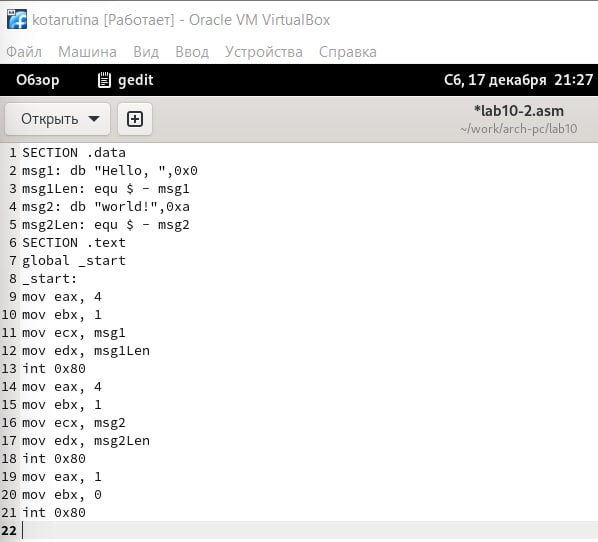 kotarutina [Работает] - Oracle VM VirtualBox
Файл Машина Вид Ввод Устройства Справка
Обзор gedit Сб, 17 декабря 21:27
Открыть *lab10-2.asm
~/work/arch-pc/lab10
1 SECTION .data
2 msg1: db "Hello, ",0x0
3 msg1Len: equ $ - msg1
4 msg2: db "world!",0xa
5 msg2Len: equ $ - msg2
6 SECTION .text
7 global _start
8 _start:
9 mov eax, 4
10 mov ebx, 1
11 mov ecx, msg1
12 mov edx, msg1Len
13 int 0x80
14 mov eax, 4
15 mov ebx, 1
16 mov ecx, msg2
17 mov edx, msg2Len
18 int 0x80
19 mov eax, 1
20 mov ebx, 0
21 int 0x80
22